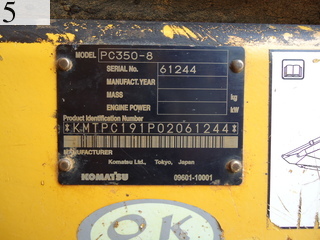 5
MODEL PC350-8
SERIAL No. 61244
MANUFACT. YEAR
MASS kg
ENGINE POWER kW
Product Identification Number
*KMTPC191P02061244*
MANUFACTURER
Komatsu Ltd., Tokyo, Japan
KOMATSU 09601-10001
OK